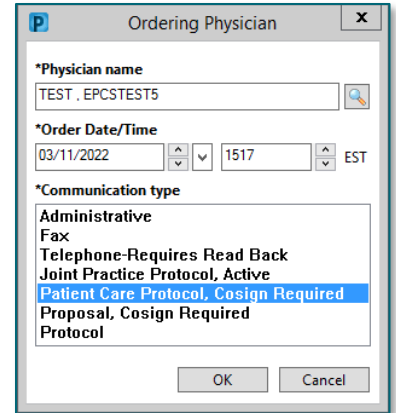 P Ordering Physician x
*Physician name
TEST , EPCSTEST5
*Order Date/Time
03/11/2022 1517 EST
*Communication type
Administrative
Fax
Telephone-Requires Read Back
Joint Practice Protocol, Active
Patient Care Protocol, Cosign Required
Proposal, Cosign Required
Protocol
OK Cancel